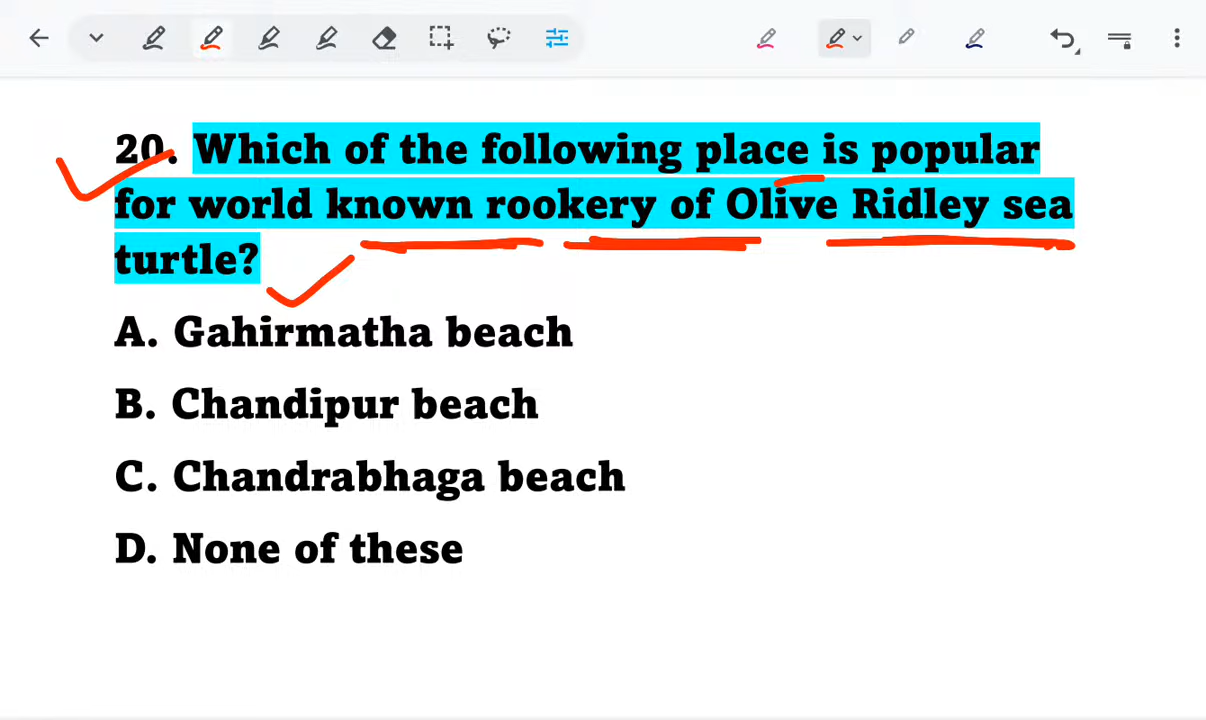 20. Which of the following place is popular
for world known rookery of Olive Ridley sea
turtle?
A. Gahirmatha beach
B. Chandipur beach
C. Chandrabhaga beach
D. None of these